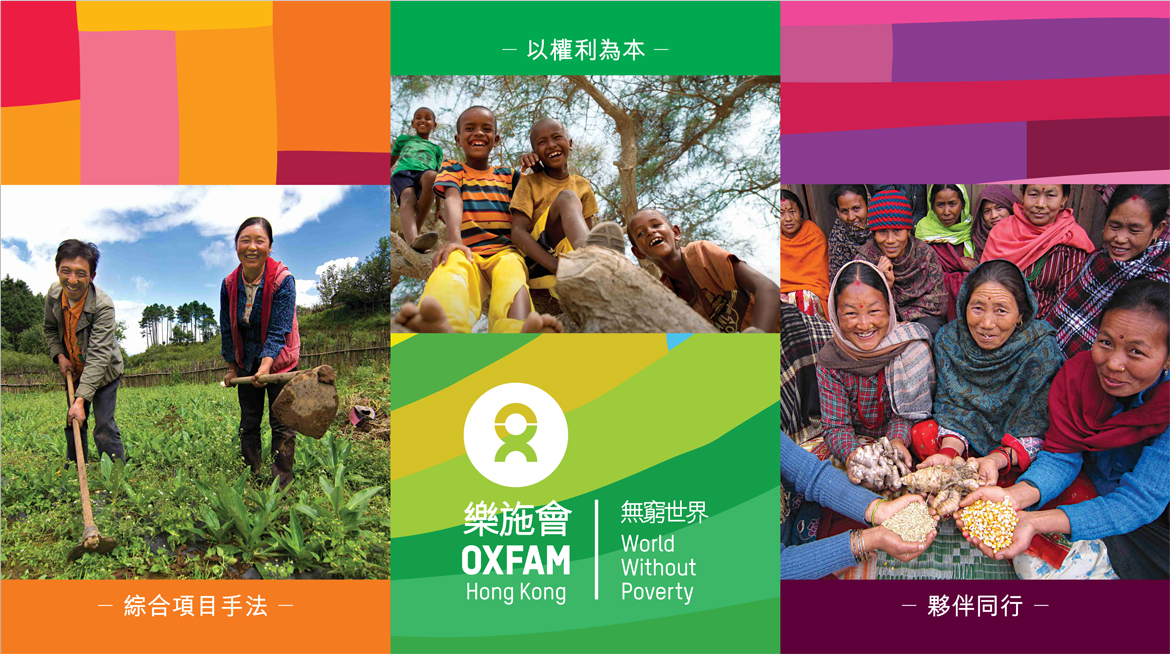 — 以權利為本 —
樂施會
OXFAM
Hong Kong
無窮世界
World
Without
Poverty
— 綜合項目手法 —
— 夥伴同行 —